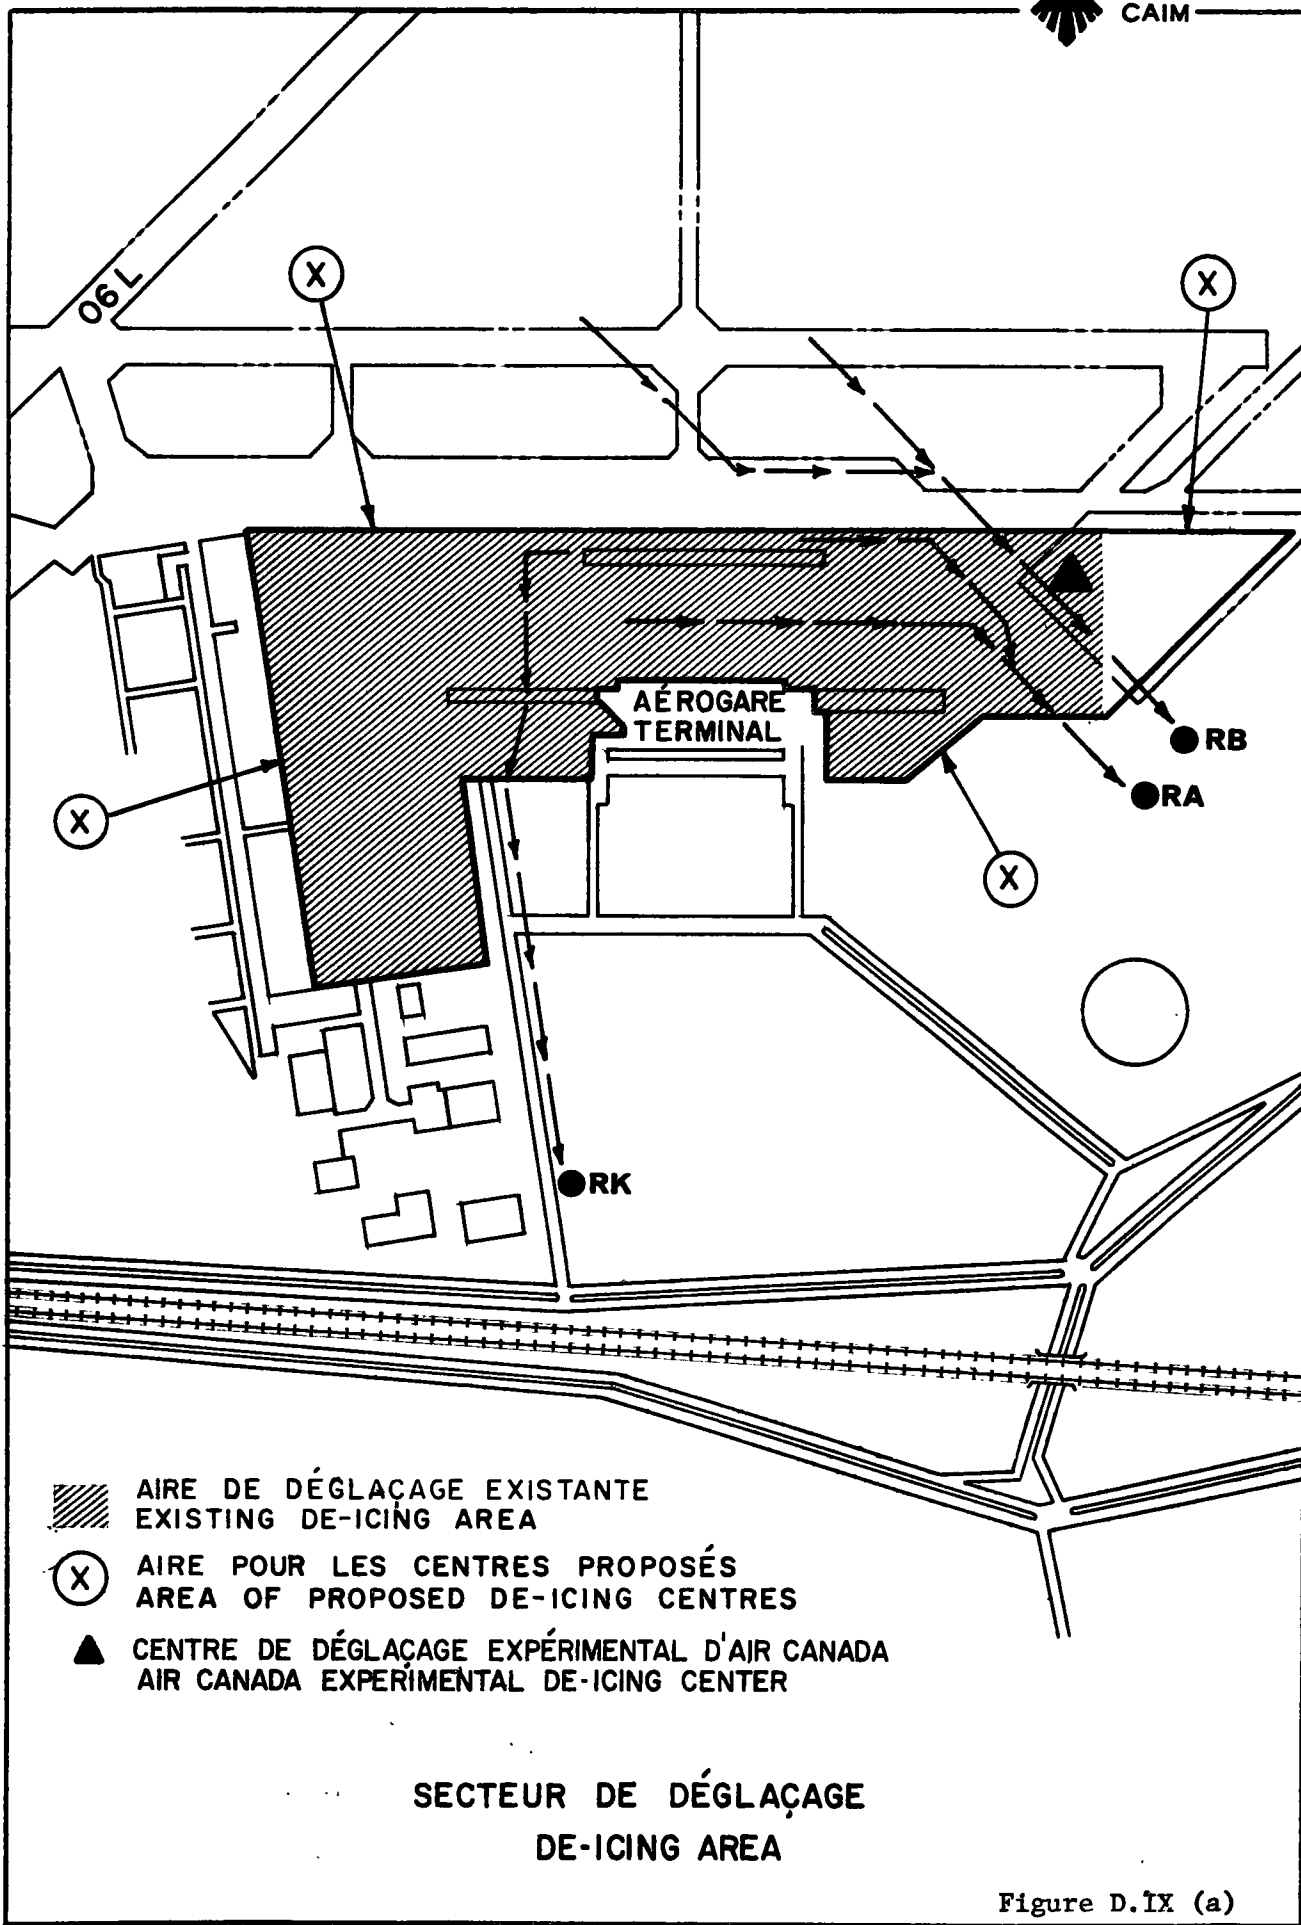 CAIM
06 L
X
X
AÉROGARE
TERMINAL
RB
RA
X
X
RK
AIRE DE DÉGLAÇAGE EXISTANTE
EXISTING DE-ICING AREA
X
AIRE POUR LES CENTRES PROPOSÉS
AREA OF PROPOSED DE-ICING CENTRES
CENTRE DE DÉGLAÇAGE EXPÉRIMENTAL D'AIR CANADA
AIR CANADA EXPERIMENTAL DE-ICING CENTER
SECTEUR DE DÉGLAÇAGE
DE-ICING AREA
Figure D.IX (a)